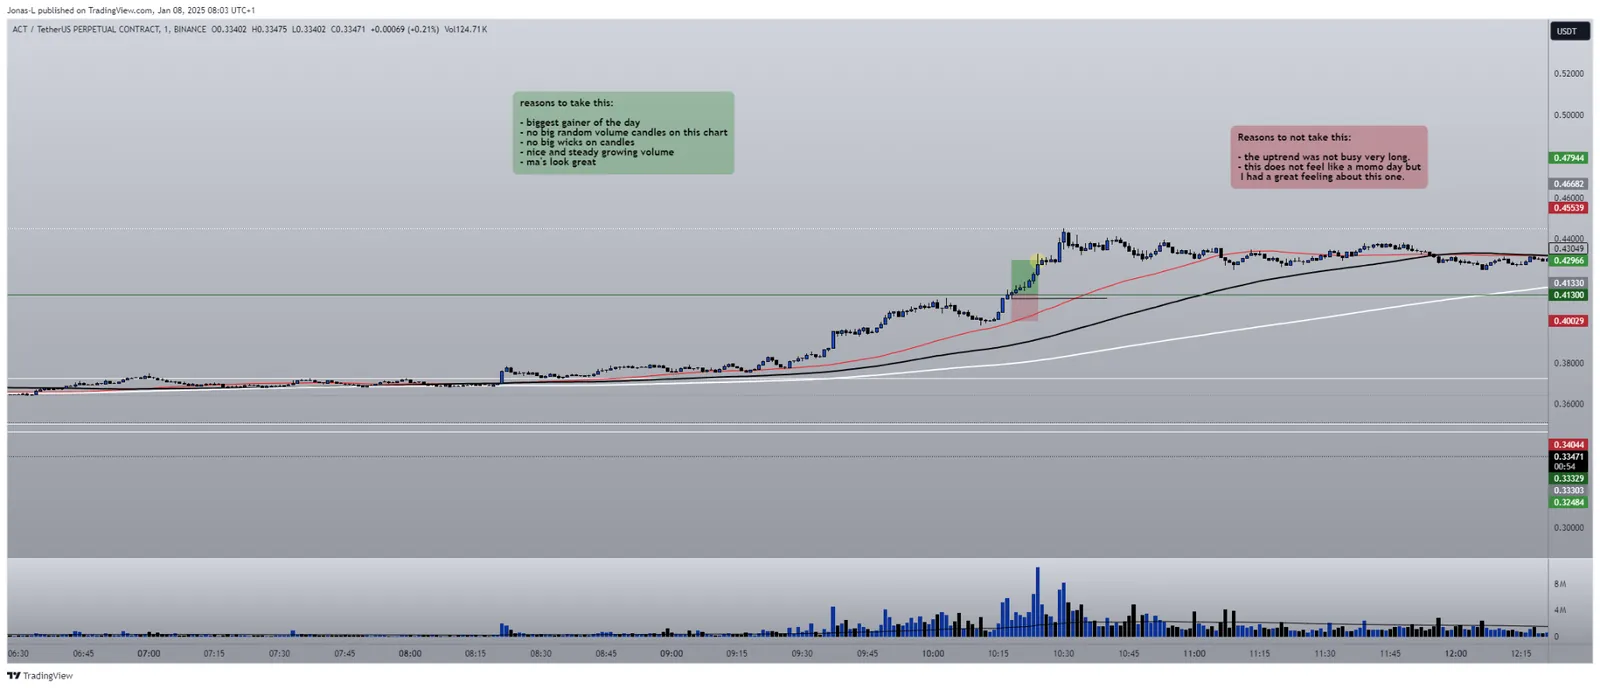 Jonas-L published on TradingView.com, Jan 08, 2025 08:03 UTC+1
ACT / TetherUS PERPETUAL CONTRACT, 1, BINANCE O0.33402 H0.33475 L0.33402 C0.33471 +0.00069 (+0.21%) Vol124.71K
USDT
reasons to take this:
- biggest gainer of the day
- no big random volume candles on this chart
- no big wicks on candles
- nice and steady growing volume
- ma's look great
Reasons to not take this:
- the uptrend was not busy very long.
- this does not feel like a momo day but
I had a great feeling about this one.
0.52000
0.50000
0.47944
0.46682
0.46000
0.45539
0.44000
0.43049
0.42966
0.41330
0.41300
0.40029
0.38000
0.36000
0.34044
0.33471
00:54
0.33329
0.33303
0.32484
0.30000
8M
4M
0
06:30 06:45 07:00 07:15 07:30 07:45 08:00 08:15 08:30 08:45 09:00 09:15 09:30 09:45 10:00 10:15 10:30 10:45 11:00 11:15 11:30 11:45 12:00 12:15
TradingView